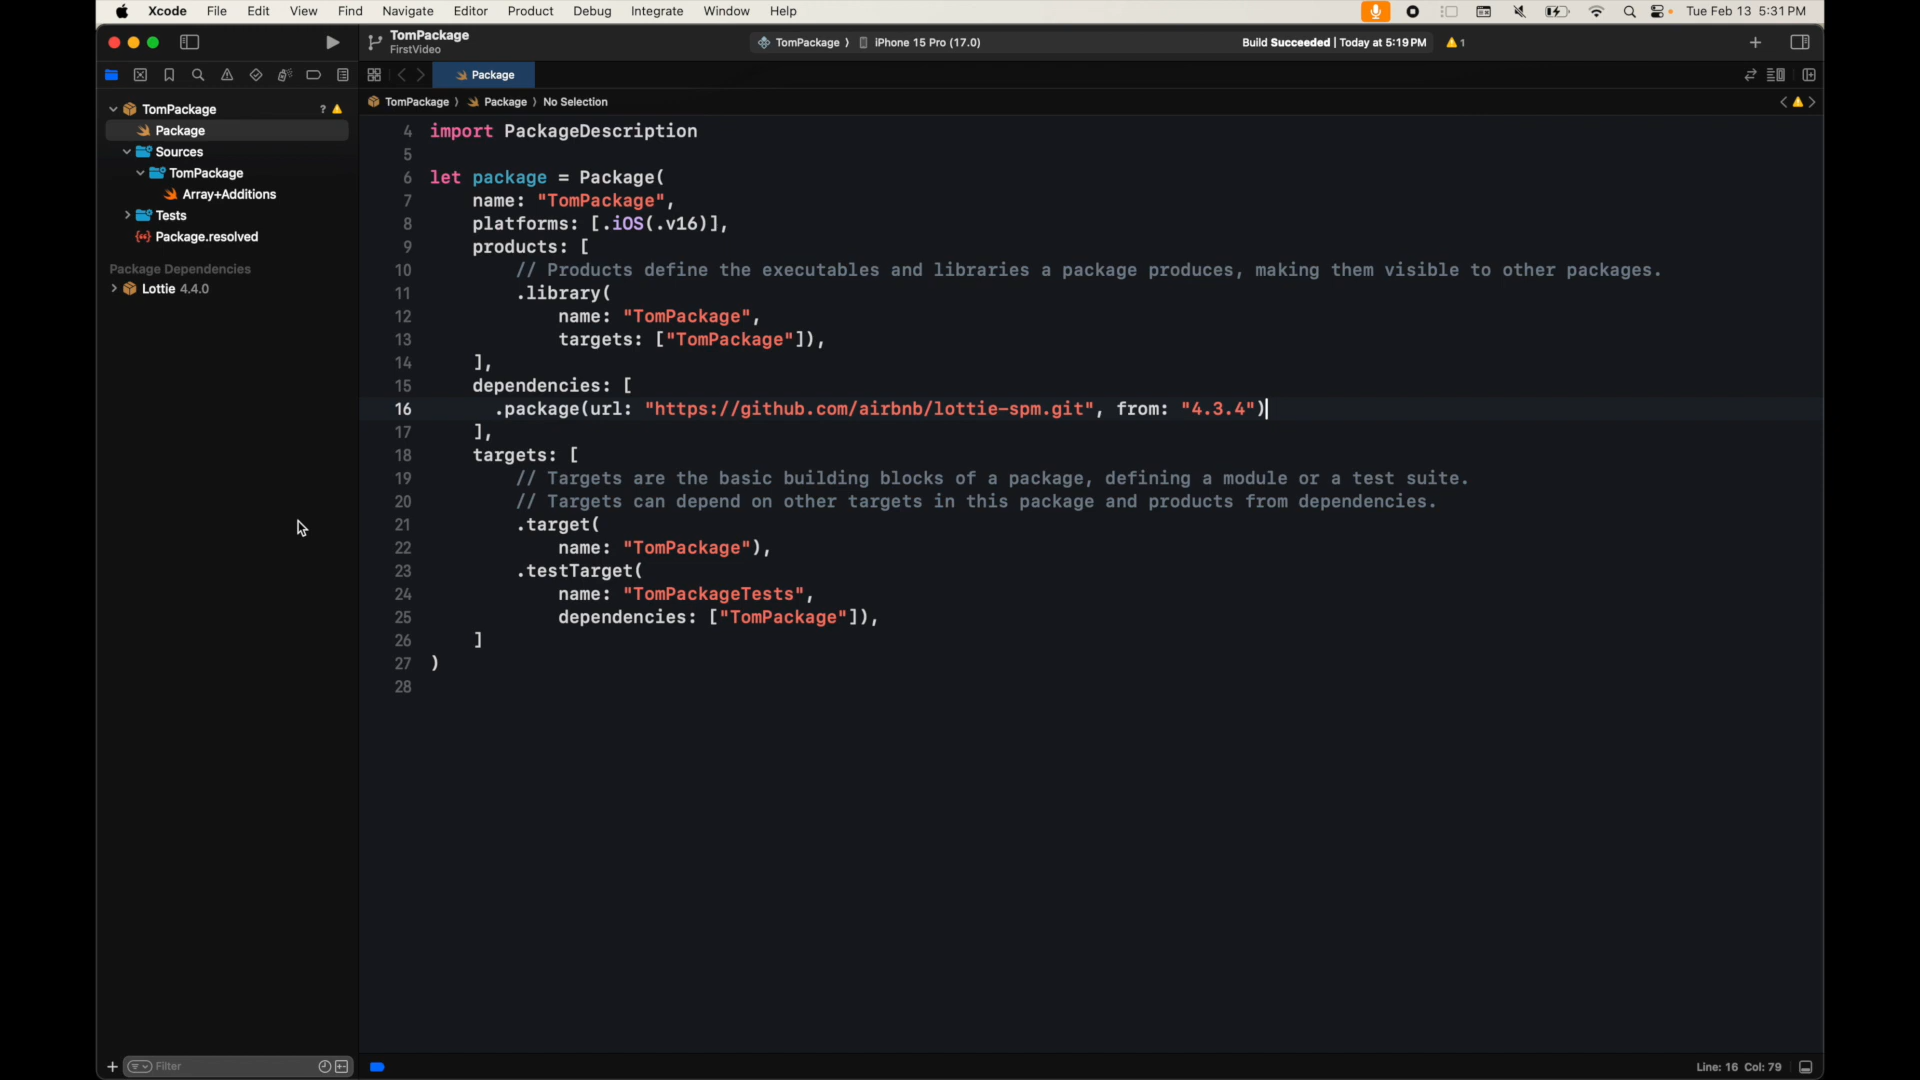 Xcode File Edit View Find Navigate Editor Product Debug Integrate Window Help Tue Feb 13 5:31 PM
TomPackage
FirstVideo
TomPackage iPhone 15 Pro (17.0) Build Succeeded | Today at 5:19 PM 1
Package
TomPackage Package No Selection
TomPackage ?
Package
Sources
TomPackage
Array+Additions
Tests
Package.resolved
Package Dependencies
Lottie 4.4.0
4 import PackageDescription
5
6 let package = Package(
7 name: "TomPackage",
8 platforms: [.iOS(.v16)],
9 products: [
10 // Products define the executables and libraries a package produces, making them visible to other packages.
11 .library(
12 name: "TomPackage",
13 targets: ["TomPackage"]),
14 ],
15 dependencies: [
16 .package(url: "https://github.com/airbnb/lottie-spm.git", from: "4.3.4")
17 ],
18 targets: [
19 // Targets are the basic building blocks of a package, defining a module or a test suite.
20 // Targets can depend on other targets in this package and products from dependencies.
21 .target(
22 name: "TomPackage"),
23 .testTarget(
24 name: "TomPackageTests",
25 dependencies: ["TomPackage"]),
26 ]
27 )
28
Filter
Line: 16 Col: 79